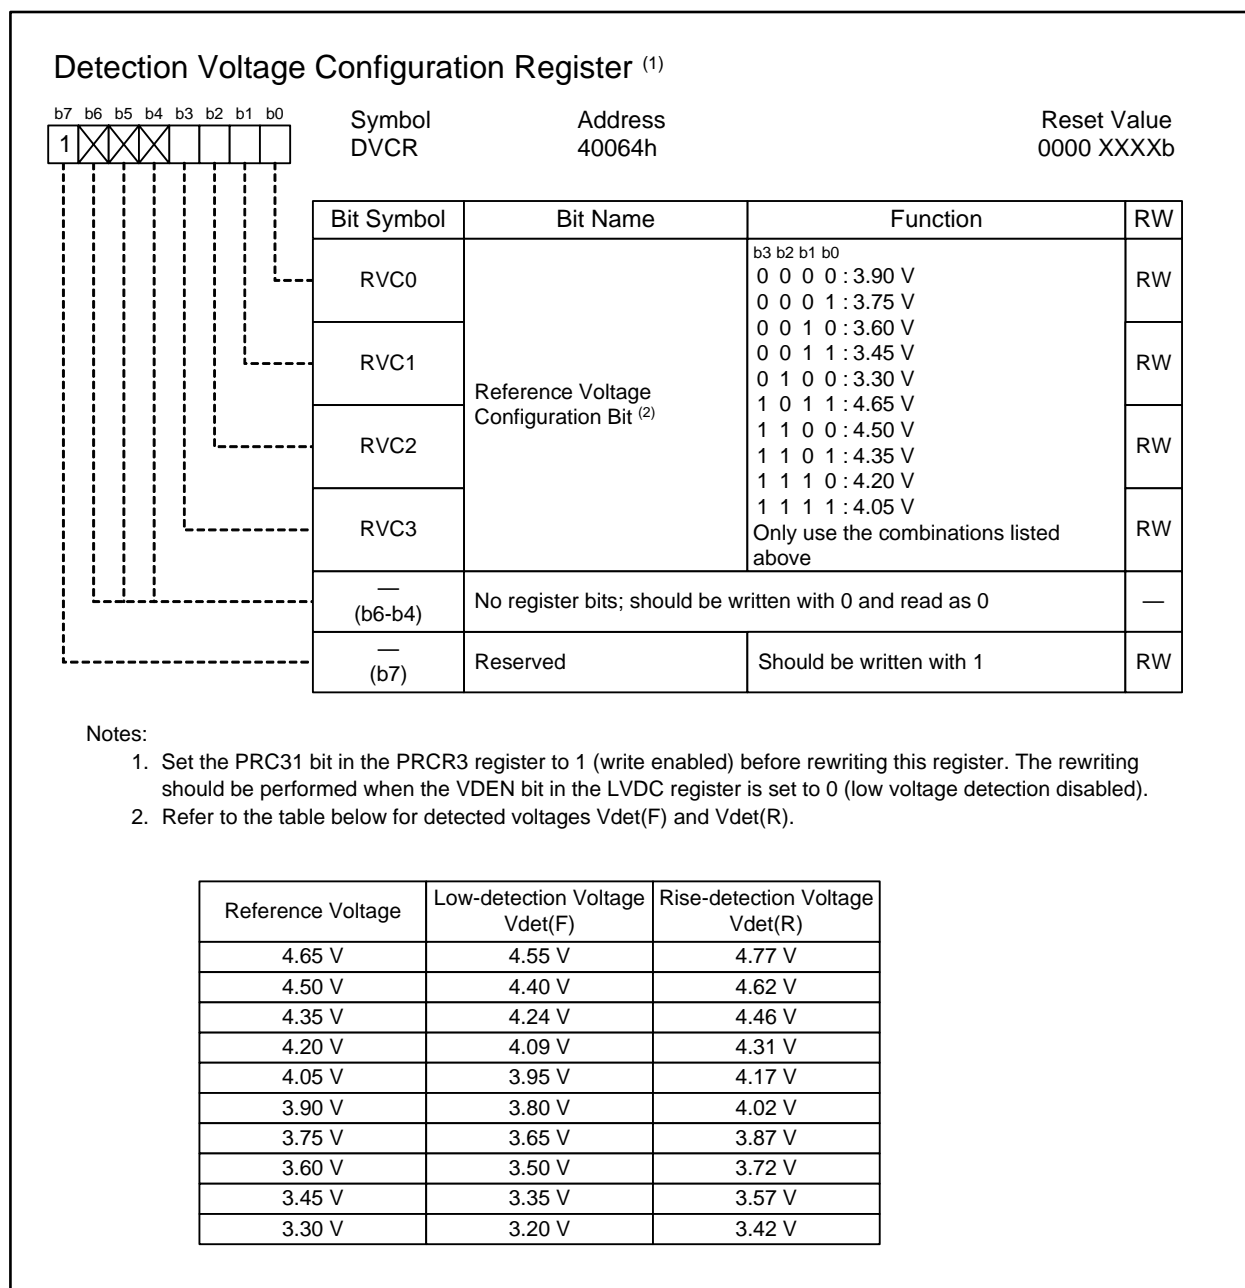 Detection Voltage Configuration Register (1)
b7 b6 b5 b4 b3 b2 b1 b0
1
Symbol Address Reset Value
DVCR 40064h 0000 XXXXb
Bit Symbol Bit Name Function RW
RVC0 RW
RVC1 RW
RVC2 RW
RVC3 RW
Reference Voltage
Configuration Bit (2)
b3 b2 b1 b0
0 0 0 0 : 3.90 V
0 0 0 1 : 3.75 V
0 0 1 0 : 3.60 V
0 0 1 1 : 3.45 V
0 1 0 0 : 3.30 V
1 0 1 1 : 4.65 V
1 1 0 0 : 4.50 V
1 1 0 1 : 4.35 V
1 1 1 0 : 4.20 V
1 1 1 1 : 4.05 V
Only use the combinations listed
above
—
(b6-b4) No register bits; should be written with 0 and read as 0 —
—
(b7) Reserved Should be written with 1 RW
Notes:
1. Set the PRC31 bit in the PRCR3 register to 1 (write enabled) before rewriting this register. The rewriting
should be performed when the VDEN bit in the LVDC register is set to 0 (low voltage detection disabled).
2. Refer to the table below for detected voltages Vdet(F) and Vdet(R).
Reference Voltage Low-detection Voltage Rise-detection Voltage
Vdet(F) Vdet(R)
4.65 V 4.55 V 4.77 V
4.50 V 4.40 V 4.62 V
4.35 V 4.24 V 4.46 V
4.20 V 4.09 V 4.31 V
4.05 V 3.95 V 4.17 V
3.90 V 3.80 V 4.02 V
3.75 V 3.65 V 3.87 V
3.60 V 3.50 V 3.72 V
3.45 V 3.35 V 3.57 V
3.30 V 3.20 V 3.42 V